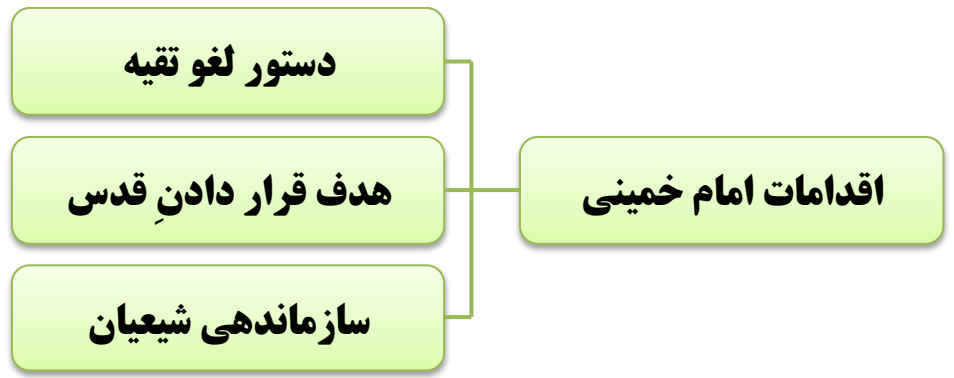 اقدامات امام خمینی
دستور لغو تقیه
هدف قرار دادنِ قدس
سازماندهی شیعیان